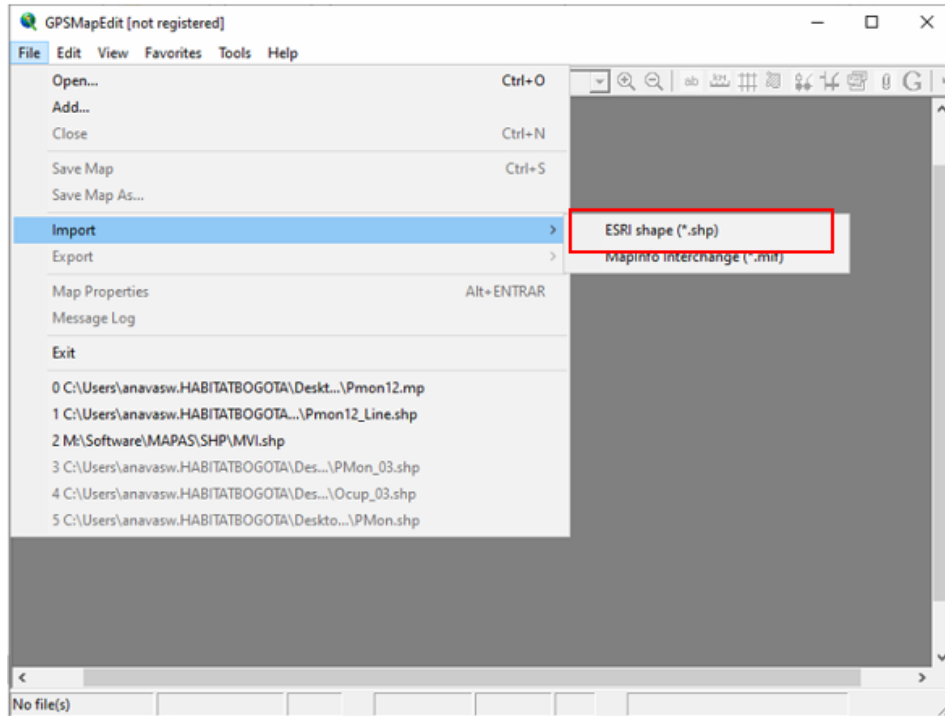 GPSMapEdit [not registered]
File Edit View Favorites Tools Help
Open... Ctrl+O
Add...
Close Ctrl+N
Save Map Ctrl+S
Save Map As...
Import > ESRI shape (*.shp)
Export > MapInfo Interchange (*.mif)
Map Properties Alt+ENTRAR
Message Log
Exit
0 C:\Users\anavasw.HABITATBOGOTA\Deskt...\Pmon12.mp
1 C:\Users\anavasw.HABITATBOGOTA...\Pmon12_Line.shp
2 M:\Software\MAPAS\SHP\MVI.shp
3 C:\Users\anavasw.HABITATBOGOTA\Des...\PMon_03.shp
4 C:\Users\anavasw.HABITATBOGOTA\Des...\Ocup_03.shp
5 C:\Users\anavasw.HABITATBOGOTA\Deskto...\PMon.shp
No file(s)